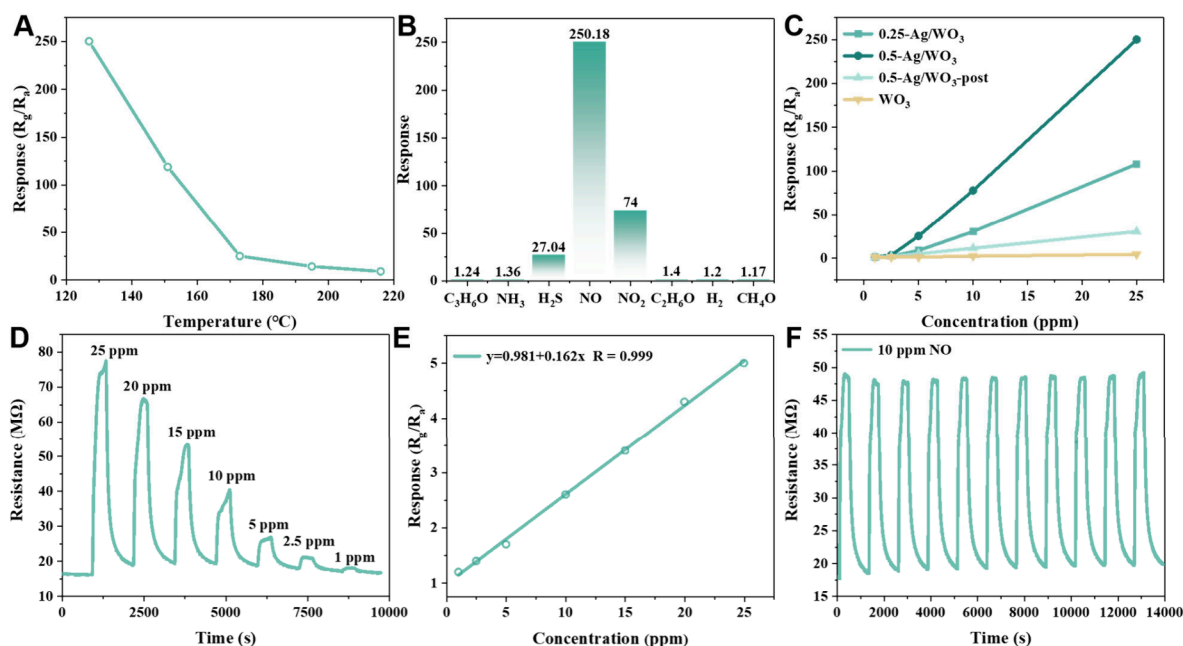 A
Response (Rg/Ra)
250
200
150
100
50
0
120 140 160 180 200 220
Temperature (°C)
B
Response
250
200
150
100
50
0
1.24 1.36 27.04 250.18 74 1.4 1.2 1.17
C3H6O NH3 H2S NO NO2 C2H6O H2 CH4O
C
Response (Rg/Ra)
250
200
150
100
50
0
0.25-Ag/WO3
0.5-Ag/WO3
0.5-Ag/WO3-post
WO3
0 5 10 15 20 25
Concentration (ppm)
D
Resistance (MΩ)
80
70
60
50
40
30
20
10
25 ppm
20 ppm
15 ppm
10 ppm
5 ppm
2.5 ppm
1 ppm
0 2500 5000 7500 10000
Time (s)
E
Response (Rg/Ra)
5
4
3
2
1
y=0.981+0.162x R = 0.999
0 5 10 15 20 25
Concentration (ppm)
F
Resistance (MΩ)
55
50
45
40
35
30
25
20
15
10 ppm NO
0 2000 4000 6000 8000 10000 12000 14000
Time (s)